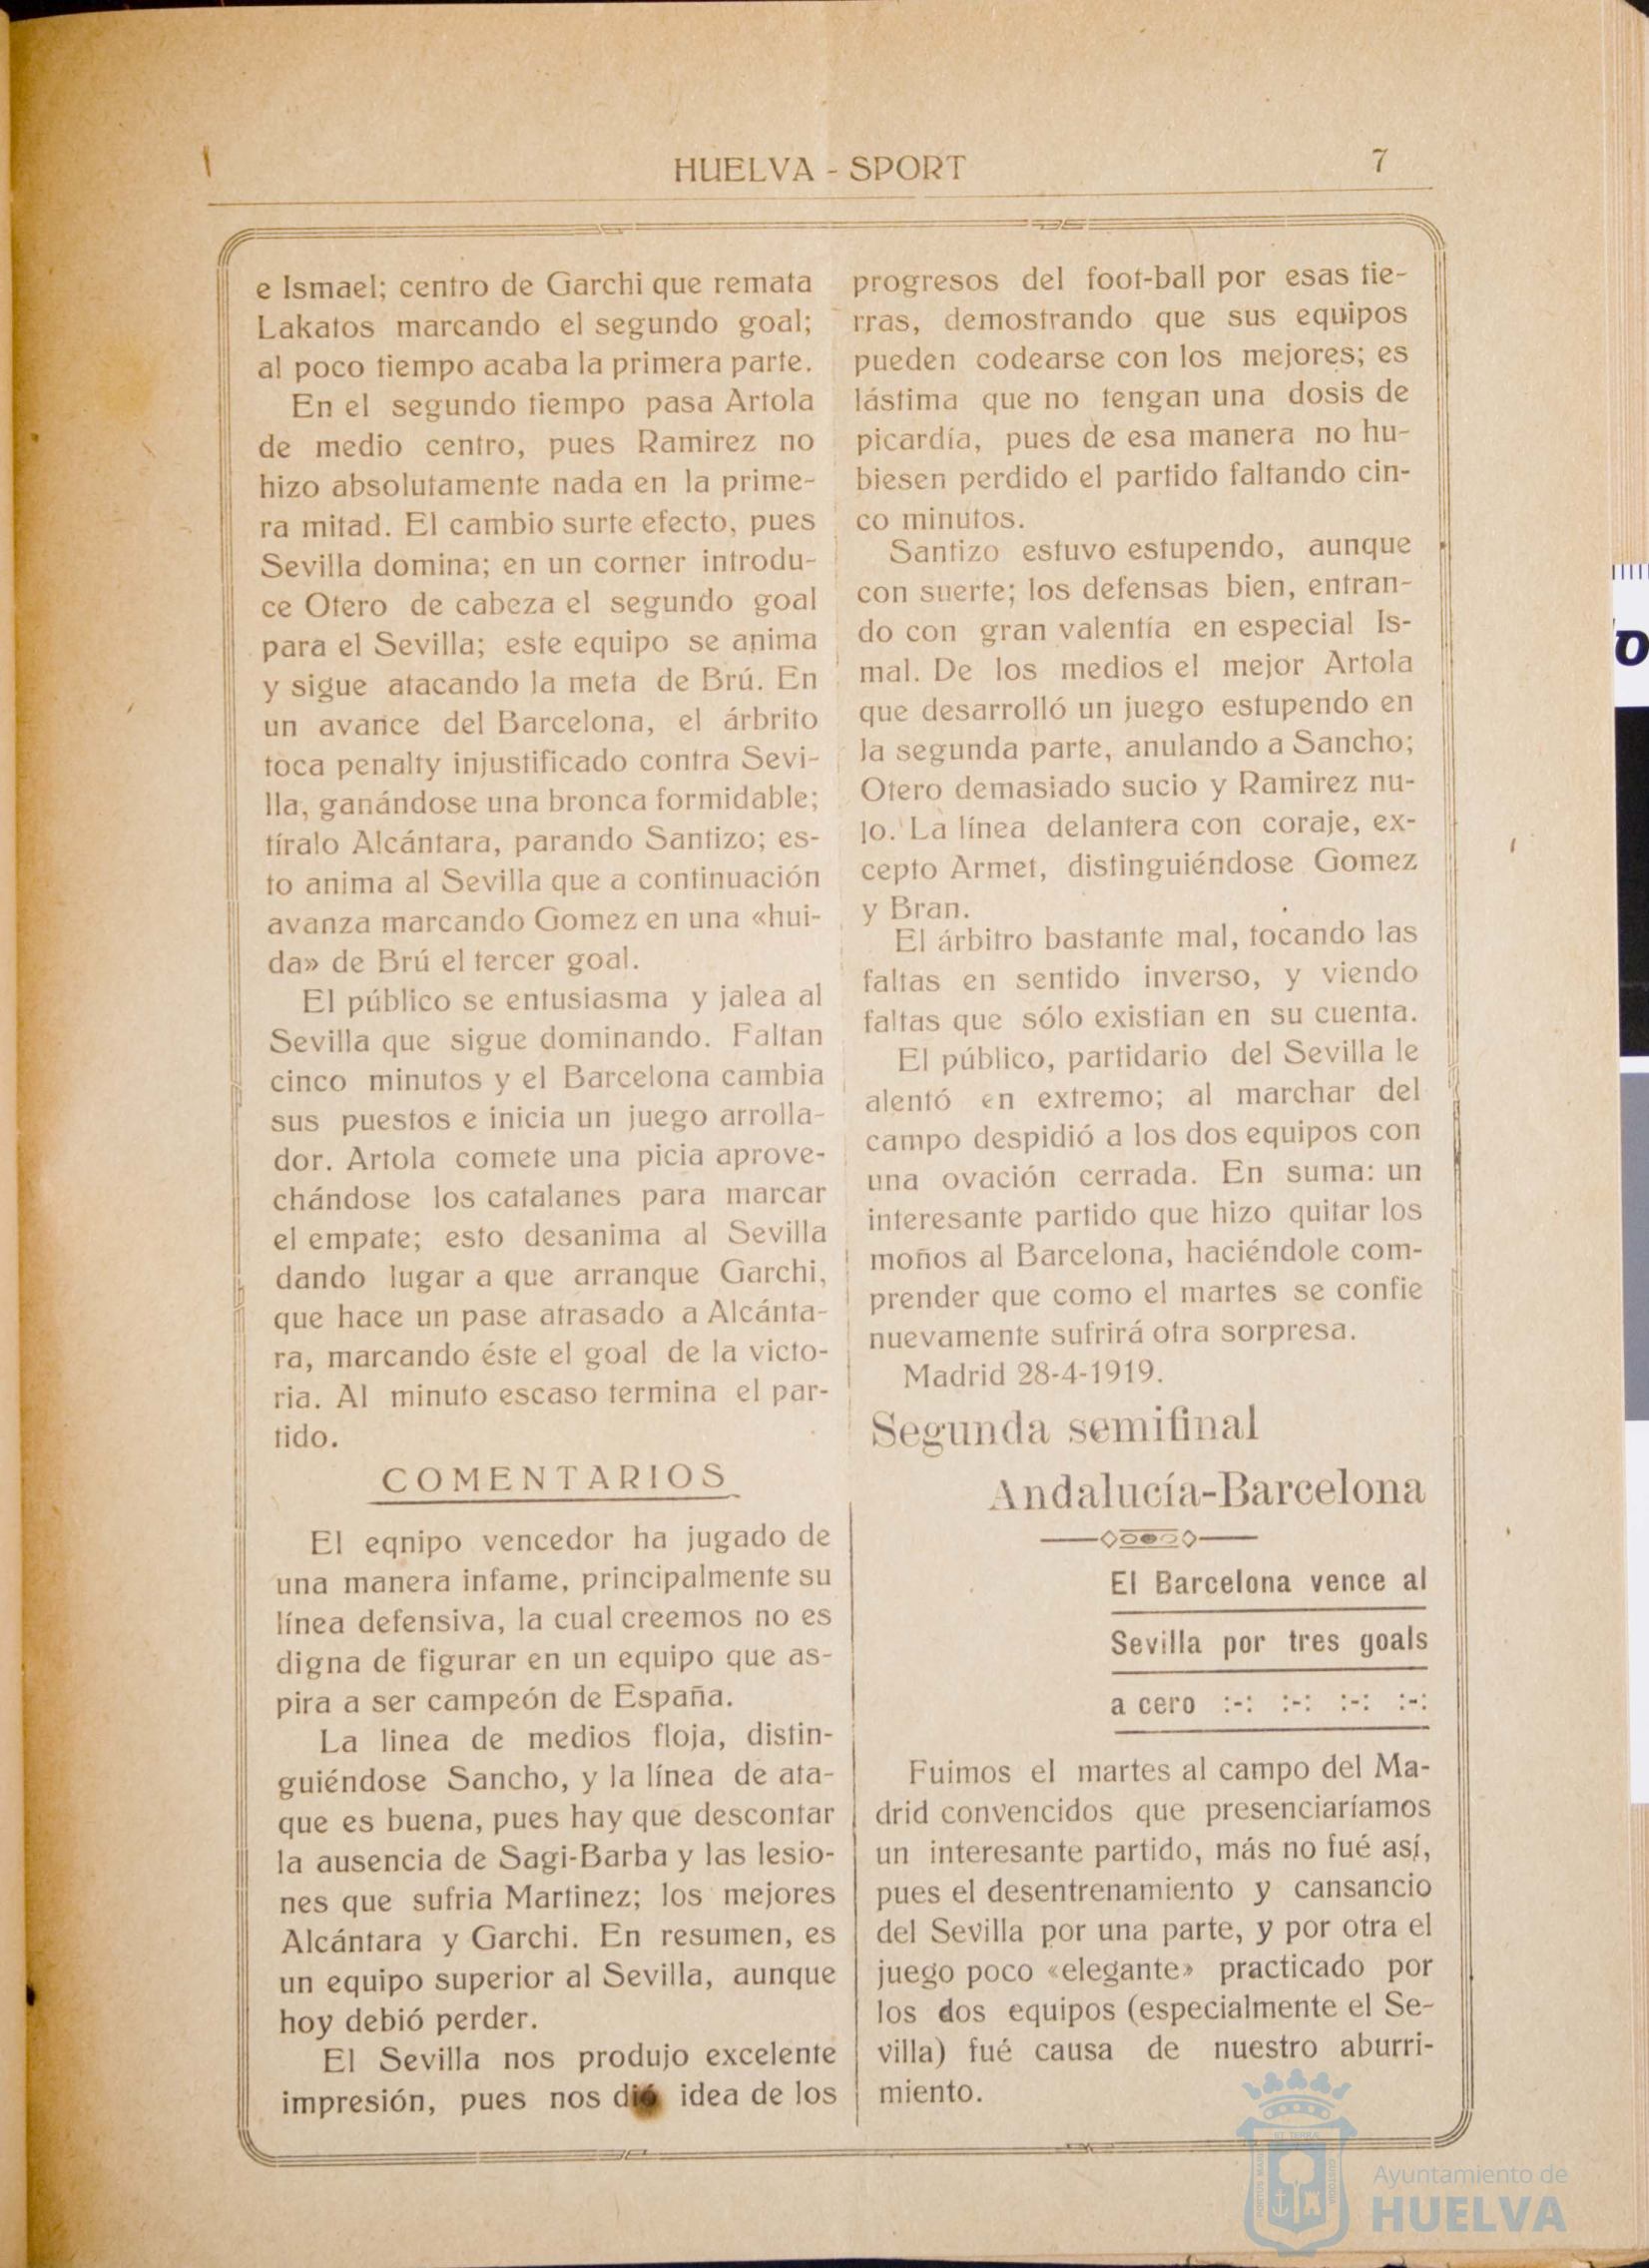 HUELVA - SPORT
7
e Ismael; centro de Garchi que remata
Lakatos marcando el segundo goal;
al poco tiempo acaba la primera parte.
En el segundo tiempo pasa Artola
de medio centro, pues Ramirez no
hizo absolutamente nada en la prime-
ra mitad. El cambio surte efecto, pues
Sevilla domina; en un corner introdu-
ce Otero de cabeza el segundo goal
para el Sevilla; este equipo se anima
y sigue atacando la meta de Brú. En
un avance del Barcelona, el árbrito
toca penalty injustificado contra Sevi-
lla, ganándose una bronca formidable;
tíralo Alcántara, parando Santizo; es-
to anima al Sevilla que a continuación
avanza marcando Gomez en una «hui-
da» de Brú el tercer goal.
El público se entusiasma y jalea al
Sevilla que sigue dominando. Faltan
cinco minutos y el Barcelona cambia
sus puestos e inicia un juego arrolla-
dor. Artola comete una picia aprove-
chándose los catalanes para marcar
el empate; esto desanima al Sevilla
dando lugar a que arranque Garchi,
que hace un pase atrasado a Alcánta-
ra, marcando éste el goal de la victo-
ria. Al minuto escaso termina el par-
tido.
COMENTARIOS
El eqnipo vencedor ha jugado de
una manera infame, principalmente su
línea defensiva, la cual creemos no es
digna de figurar en un equipo que as-
pira a ser campeón de España.
La linea de medios floja, distin-
guiéndose Sancho, y la línea de ata-
que es buena, pues hay que descontar
la ausencia de Sagi-Barba y las lesio-
nes que sufria Martinez; los mejores
Alcántara y Garchi. En resumen, es
un equipo superior al Sevilla, aunque
hoy debió perder.
El Sevilla nos produjo excelente
impresión, pues nos dió idea de los
progresos del foot-ball por esas tie-
rras, demostrando que sus equipos
pueden codearse con los mejores; es
lástima que no tengan una dosis de
picardía, pues de esa manera no hu-
biesen perdido el partido faltando cin-
co minutos.
Santizo estuvo estupendo, aunque
con suerte; los defensas bien, entran-
do con gran valentía en especial Is-
mal. De los medios el mejor Artola
que desarrolló un juego estupendo en
la segunda parte, anulando a Sancho;
Otero demasiado sucio y Ramirez nu-
lo. La línea delantera con coraje, ex-
cepto Armet, distinguiéndose Gomez
y Bran.
El árbitro bastante mal, tocando las
faltas en sentido inverso, y viendo
faltas que sólo existian en su cuenta.
El público, partidario del Sevilla le
alentó en extremo; al marchar del
campo despidió a los dos equipos con
una ovación cerrada. En suma: un
interesante partido que hizo quitar los
moños al Barcelona, haciéndole com-
prender que como el martes se confie
nuevamente sufrirá otra sorpresa.
Madrid 28-4-1919.
Segunda semifinal
Andalucía-Barcelona
El Barcelona vence al
Sevilla por tres goals
a cero :-: :-: :-: :-:
Fuimos el martes al campo del Ma-
drid convencidos que presenciaríamos
un interesante partido, más no fué así,
pues el desentrenamiento y cansancio
del Sevilla por una parte, y por otra el
juego poco «elegante» practicado por
los dos equipos (especialmente el Se-
villa) fué causa de nuestro aburri-
miento.
Ayuntamiento de
HUELVA